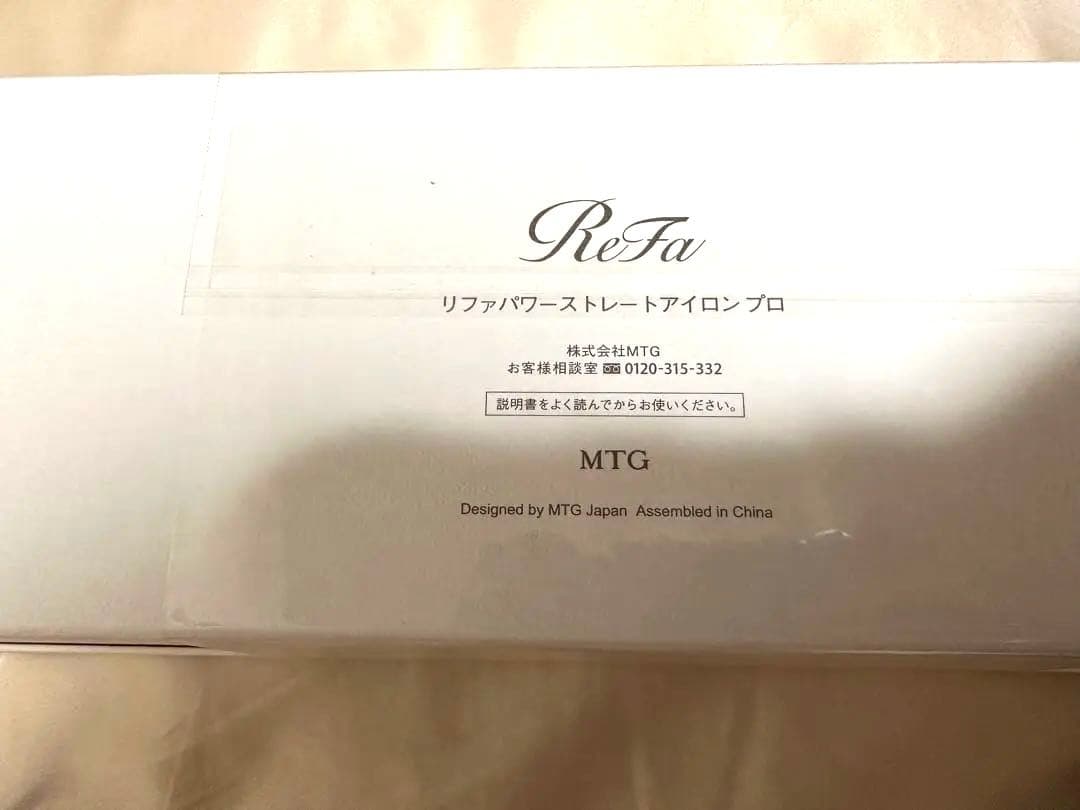 ReFa
リファパワーストレートアイロン プロ
株式会社MTG
お客様相談室 0120-315-332
説明書をよく読んでからお使いください。
MTG
Designed by MTG Japan Assembled in China